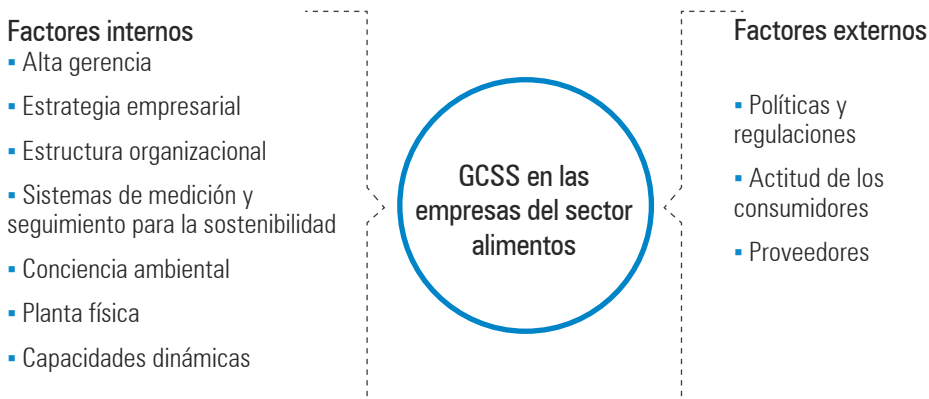 Factores internos
▪ Alta gerencia
▪ Estrategia empresarial
▪ Estructura organizacional
▪ Sistemas de medición y
seguimiento para la sostenibilidad
▪ Conciencia ambiental
▪ Planta física
▪ Capacidades dinámicas
GCSS en las
empresas del sector
alimentos
Factores externos
▪ Políticas y
regulaciones
▪ Actitud de los
consumidores
▪ Proveedores